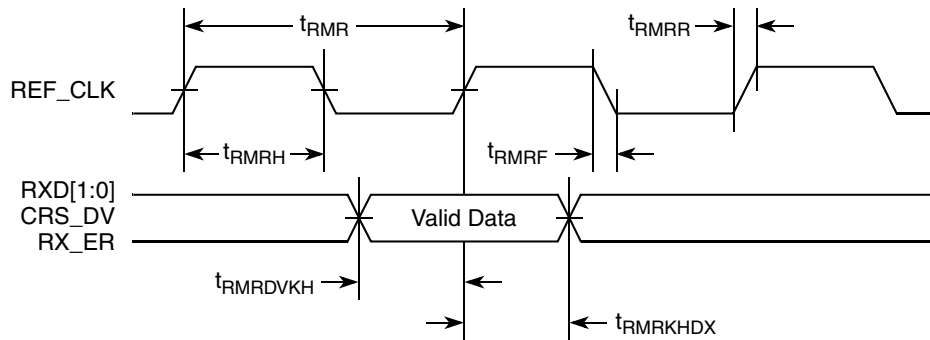 tRMR
tRMRR
REF_CLK
tRMRH
tRMRF
RXD[1:0]
CRS_DV
RX_ER
Valid Data
tRMRDVKH
tRMRKHDX